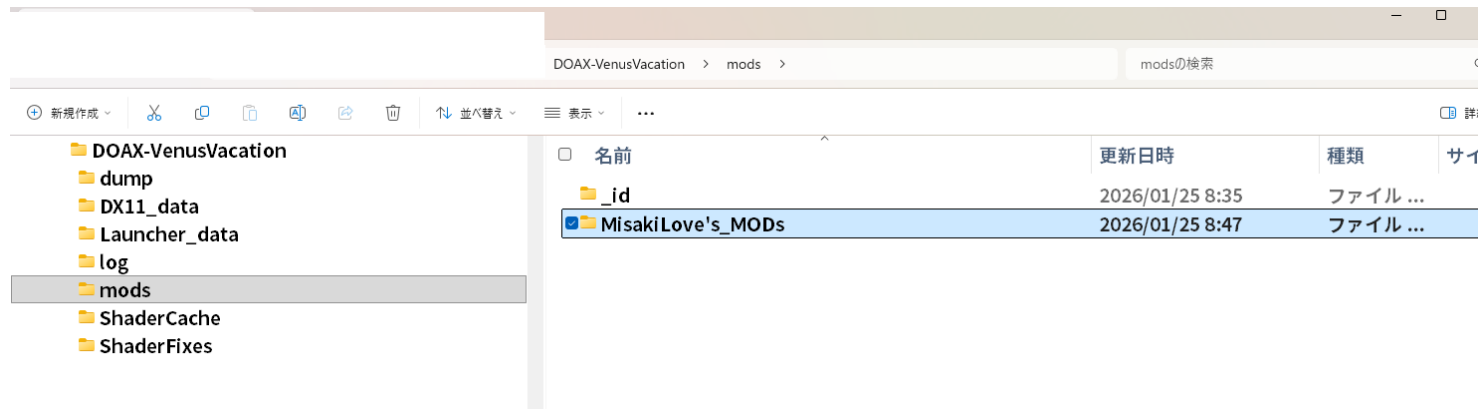 DOAX-VenusVacation > mods >
modsの検索
新規作成
並べ替え
表示
...
DOAX-VenusVacation
dump
DX11_data
Launcher_data
log
mods
ShaderCache
ShaderFixes
名前 更新日時 種類 サイ
_id 2026/01/25 8:35 ファイル ...
MisakiLove's_MODs 2026/01/25 8:47 ファイル ...